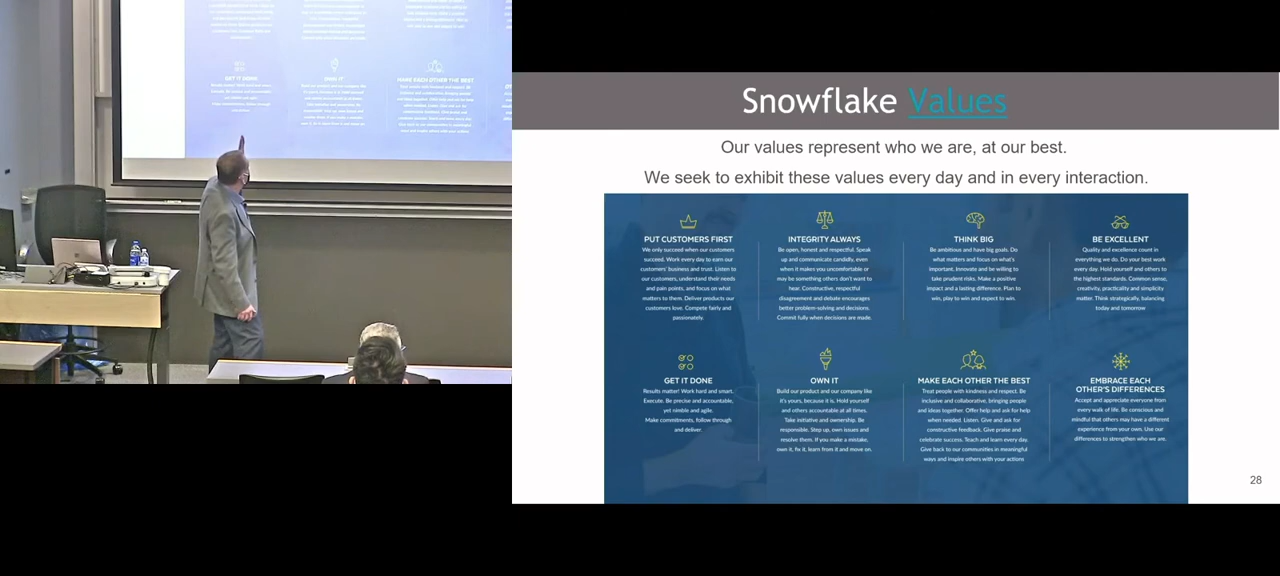 GET IT DONE
OWN IT
MAKE EACH OTHER THE BEST
Snowflake Values
Our values represent who we are, at our best.
We seek to exhibit these values every day and in every interaction.
PUT CUSTOMERS FIRST
We only succeed when our customers
succeed. Work every day to earn our
customers' business and trust. Listen to
our customers, understand their needs
and pain points, and focus on what
matters to them. Deliver products our
customers love. Compete fairly and
passionately.
INTEGRITY ALWAYS
Be open, honest and respectful. Speak
up and communicate candidly, even
when it makes you uncomfortable or
may be something others don't want to
hear. Constructive, respectful
disagreement and debate encourages
better problem-solving and decisions.
Commit fully when decisions are made.
THINK BIG
Be ambitious and have big goals. Do
what matters and focus on what's
important. Innovate and be willing to
take prudent risks. Make a positive
impact and a lasting difference. Plan to
win, play to win and expect to win.
BE EXCELLENT
Quality and excellence count in
everything we do. Do your best work
every day. Hold yourself and others to
the highest standards. Common sense,
creativity, practicality and simplicity
matter. Think strategically, balancing
today and tomorrow
GET IT DONE
Results matter! Work hard and smart.
Execute. Be precise and accountable,
yet nimble and agile.
Make commitments, follow through
and deliver.
OWN IT
Build our product and our company like
it's yours, because it is. Hold yourself
and others accountable at all times.
Take initiative and ownership. Be
responsible. Step up, own issues and
resolve them. If you make a mistake,
own it, fix it, learn from it and move on.
MAKE EACH OTHER THE BEST
Treat people with kindness and respect. Be
inclusive and collaborative, bringing people
and ideas together. Offer help and ask for help
when needed. Listen. Give and ask for
constructive feedback. Give praise and
celebrate success. Teach and learn every day.
Give back to our communities in meaningful
ways and inspire others with your actions
EMBRACE EACH
OTHER'S DIFFERENCES
Accept and appreciate everyone from
every walk of life. Be conscious and
mindful that others may have a different
experience from your own. Use our
differences to strengthen who we are.
28